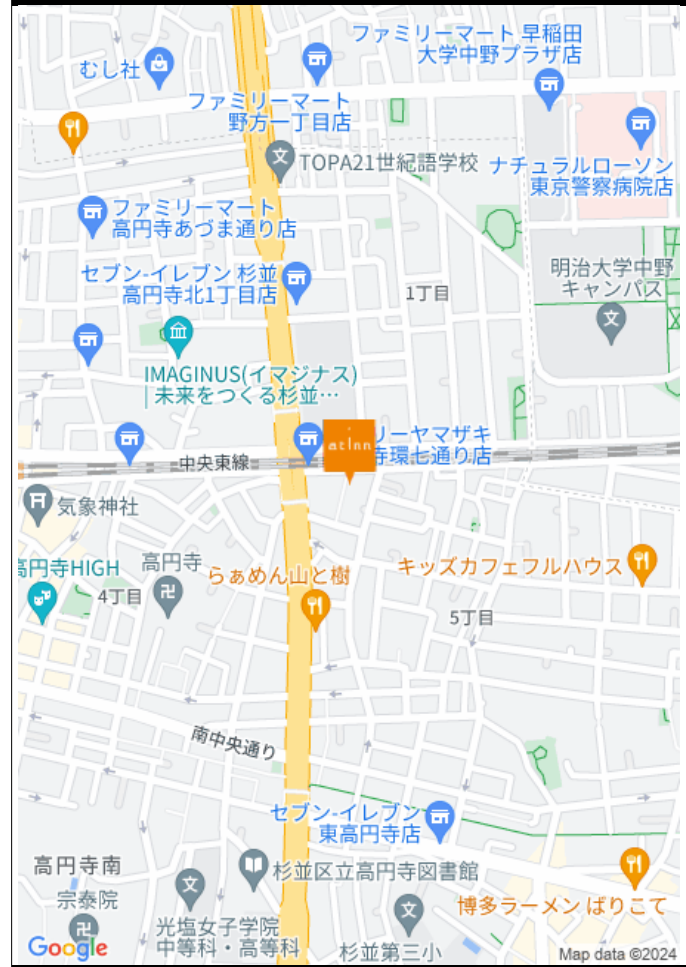 ファミリーマート 早稲田
大学中野プラザ店
むし社
ファミリーマート
野方一丁目店
TOPA21世紀語学校
ナチュラルローソン
東京警察病院店
ファミリーマート
高円寺あづま通り店
セブン-イレブン 杉並
高円寺北1丁目店
1丁目
明治大学中野
キャンパス
IMAGINUS(イマジナス)
| 未来をつくる杉並…
atinn
リーヤマザキ
寺環七通り店
中央東線
気象神社
高円寺HIGH
高円寺
4丁目
らぁめん山と樹
キッズカフェフルハウス
5丁目
南中央通り
セブン-イレブン
東高円寺店
高円寺南
杉並区立高円寺図書館
宗泰院
光塩女子学院
中等科・高等科
杉並第三小
博多ラーメン ばりこて
Google
Map data ©2024